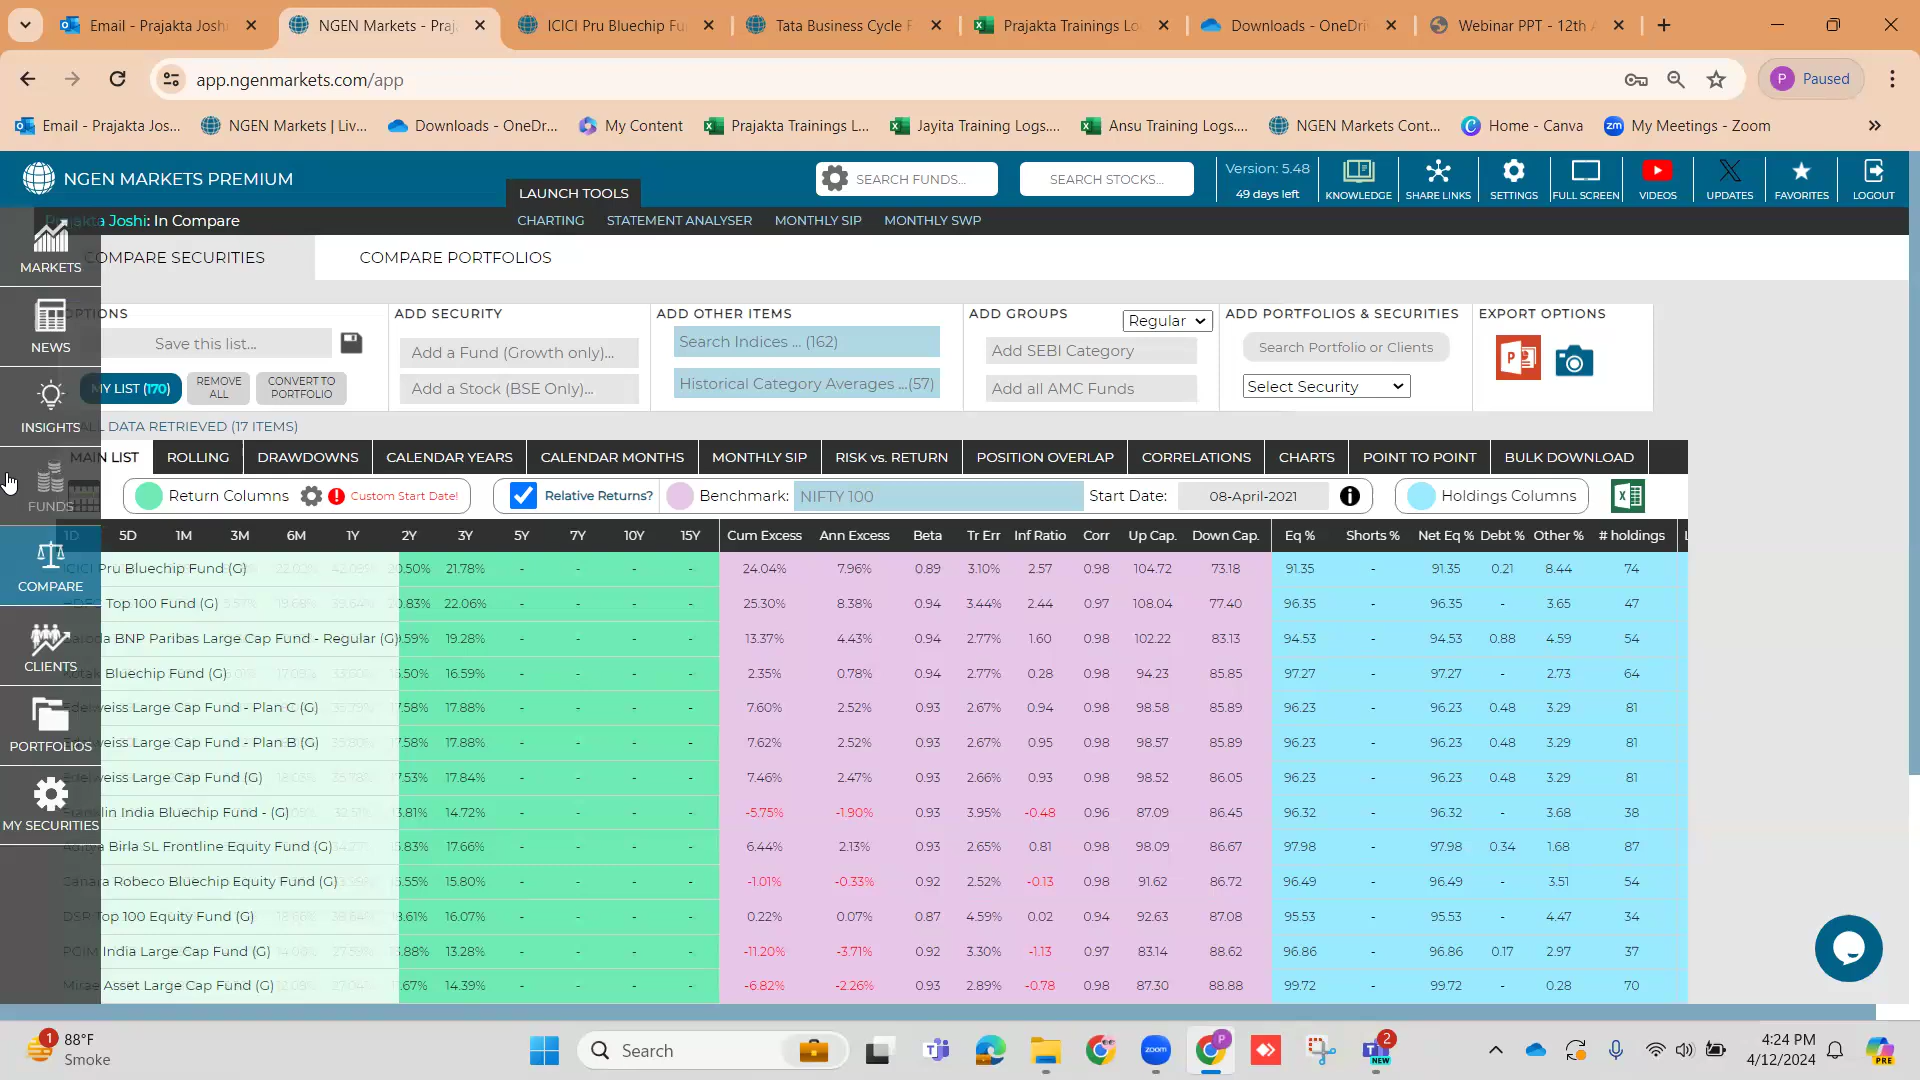 Email - Prajakta Joshi
NGEN Markets - Praj
ICICI Pru Bluechip Fu
Tata Business Cycle F
Prajakta Trainings Lo
Downloads - OneDri
Webinar PPT - 12th A
app.ngenmarkets.com/app
P Paused
Email - Prajakta Jos...
NGEN Markets | Liv...
Downloads - OneDr...
My Content
Prajakta Trainings L...
Jayita Training Logs....
Ansu Training Logs....
NGEN Markets Cont...
Home - Canva
zm My Meetings - Zoom
NGEN MARKETS PREMIUM
LAUNCH TOOLS
SEARCH FUNDS...
SEARCH STOCKS...
Version: 5.48
49 days left
KNOWLEDGE SHARE LINKS SETTINGS FULL SCREEN VIDEOS UPDATES FAVORITES LOGOUT
Prajakta Joshi: In Compare
CHARTING STATEMENT ANALYSER MONTHLY SIP MONTHLY SWP
MARKETS
NEWS
INSIGHTS
FUNDS
COMPARE
CLIENTS
PORTFOLIOS
MY SECURITIES
COMPARE SECURITIES COMPARE PORTFOLIOS
OPTIONS
Save this list...
MY LIST (170) REMOVE ALL CONVERT TO PORTFOLIO
ADD SECURITY
Add a Fund (Growth only)...
Add a Stock (BSE Only)...
ADD OTHER ITEMS
Search Indices ... (162)
Historical Category Averages ...(57)
ADD GROUPS Regular
Add SEBI Category
Add all AMC Funds
ADD PORTFOLIOS & SECURITIES
Search Portfolio or Clients
Select Security
EXPORT OPTIONS
ALL DATA RETRIEVED (17 ITEMS)
MAIN LIST ROLLING DRAWDOWNS CALENDAR YEARS CALENDAR MONTHS MONTHLY SIP RISK vs. RETURN POSITION OVERLAP CORRELATIONS CHARTS POINT TO POINT BULK DOWNLOAD
Return Columns Custom Start Date! Relative Returns? Benchmark: NIFTY 100 Start Date: 08-April-2021 Holdings Columns
1D 5D 1M 3M 6M 1Y 2Y 3Y 5Y 7Y 10Y 15Y Cum Excess Ann Excess Beta Tr Err Inf Ratio Corr Up Cap. Down Cap. Eq % Shorts % Net Eq % Debt % Other % # holdings
ICICI Pru Bluechip Fund (G) 21.78% - - - - 24.04% 7.96% 0.89 3.10% 2.57 0.98 104.72 73.18 91.35 - 91.35 0.21 8.44 74
HDFC Top 100 Fund (G) 22.06% - - - - 25.30% 8.38% 0.94 3.44% 2.44 0.97 108.04 77.40 96.35 - 96.35 - 3.65 47
Baroda BNP Paribas Large Cap Fund - Regular (G) 19.28% - - - - 13.37% 4.43% 0.94 2.77% 1.60 0.98 102.22 83.13 94.53 - 94.53 0.88 4.59 54
Kotak Bluechip Fund (G) 16.59% - - - - 2.35% 0.78% 0.94 2.77% 0.28 0.98 94.23 85.85 97.27 - 97.27 - 2.73 64
Edelweiss Large Cap Fund - Plan C (G) 17.88% - - - - 7.60% 2.52% 0.93 2.67% 0.94 0.98 98.58 85.89 96.23 - 96.23 0.48 3.29 81
Edelweiss Large Cap Fund - Plan B (G) 17.88% - - - - 7.62% 2.52% 0.93 2.67% 0.95 0.98 98.57 85.89 96.23 - 96.23 0.48 3.29 81
Edelweiss Large Cap Fund (G) 17.84% - - - - 7.46% 2.47% 0.93 2.66% 0.93 0.98 98.52 86.05 96.23 - 96.23 0.48 3.29 81
Franklin India Bluechip Fund - (G) 14.72% - - - - -5.75% -1.90% 0.93 3.95% -0.48 0.96 87.09 86.45 96.32 - 96.32 - 3.68 38
Aditya Birla SL Frontline Equity Fund (G) 17.66% - - - - 6.44% 2.13% 0.93 2.65% 0.81 0.98 98.09 86.67 97.98 - 97.98 0.34 1.68 87
Canara Robeco Bluechip Equity Fund (G) 15.80% - - - - -1.01% -0.33% 0.92 2.52% -0.13 0.98 91.62 86.72 96.49 - 96.49 - 3.51 54
DSP Top 100 Equity Fund (G) 16.07% - - - - 0.22% 0.07% 0.87 4.59% 0.02 0.94 92.63 87.08 95.53 - 95.53 - 4.47 34
PGIM India Large Cap Fund (G) 13.28% - - - - -11.20% -3.71% 0.92 3.30% -1.13 0.97 83.14 88.62 96.86 - 96.86 0.17 2.97 37
Mirae Asset Large Cap Fund (G) 14.39% - - - - -6.82% -2.26% 0.93 2.89% -0.78 0.98 87.30 88.88 99.72 - 99.72 - 0.28 70
1 88°F
Smoke
Search
zoom
P
2
NEW
4:24 PM
4/12/2024
PRE